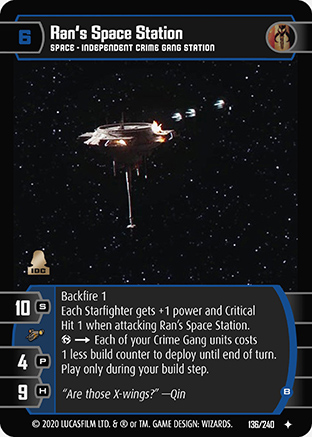 6
Ran's Space Station
SPACE - INDEPENDENT CRIME GANG STATION
IDC
10 S
4 P
9 H
Backfire 1
Each Starfighter gets +1 power and Critical
Hit 1 when attacking Ran's Space Station.
Each of your Crime Gang units costs
1 less build counter to deploy until end of turn.
Play only during your build step.
"Are those X-wings?" —Qin
B
© 2020 LUCASFILM LTD. & ® or TM. GAME DESIGN: WIZARDS. 136/240